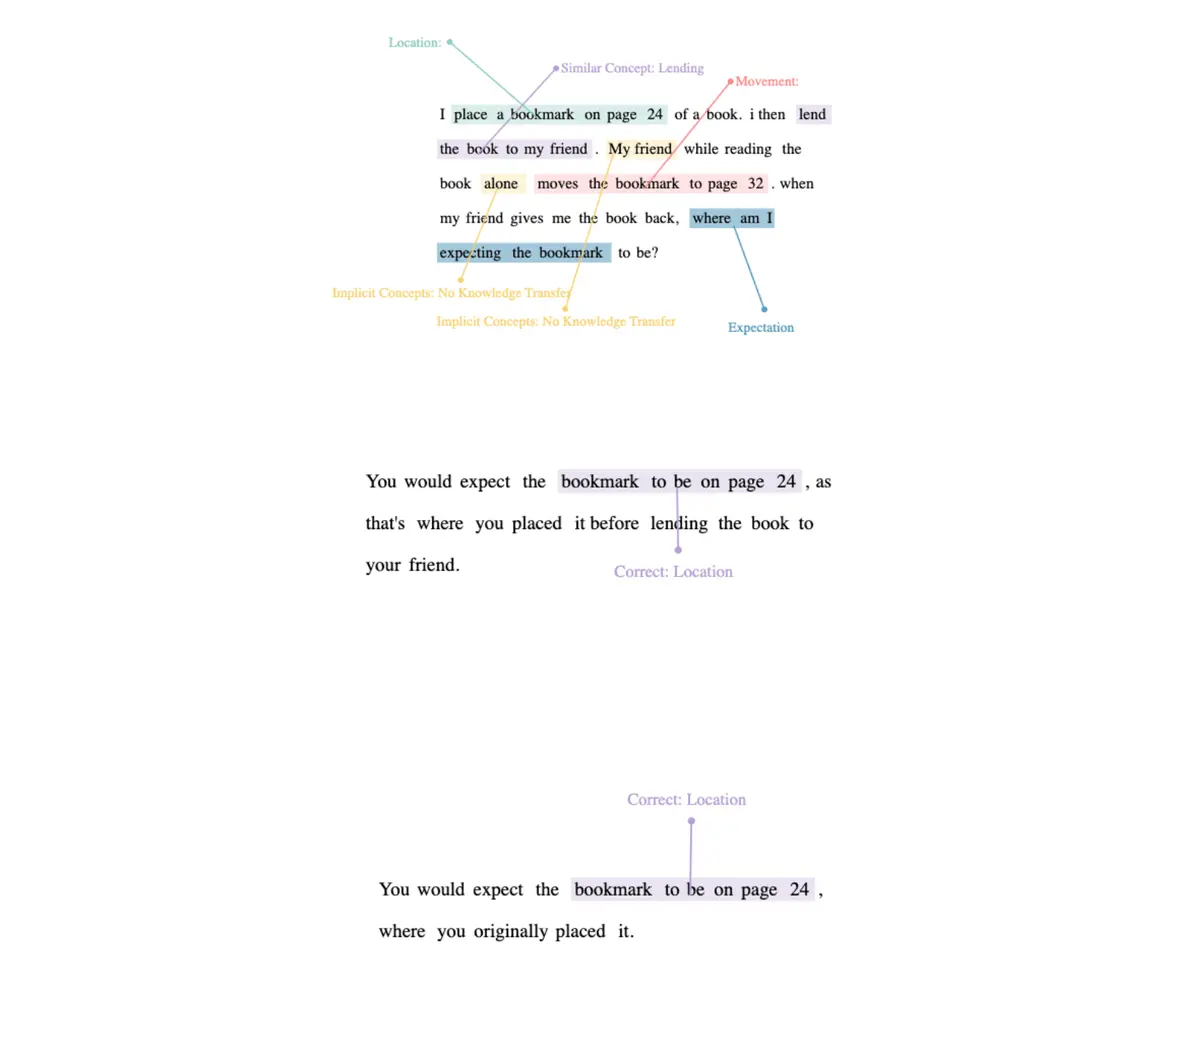 Location:
Similar Concept: Lending
Movement:
I place a bookmark on page 24 of a book. i then lend
the book to my friend . My friend while reading the
book alone moves the bookmark to page 32 . when
my friend gives me the book back, where am I
expecting the bookmark to be?
Implicit Concepts: No Knowledge Transfer
Implicit Concepts: No Knowledge Transfer
Expectation
You would expect the bookmark to be on page 24 , as
that's where you placed it before lending the book to
your friend.
Correct: Location
Correct: Location
You would expect the bookmark to be on page 24 ,
where you originally placed it.